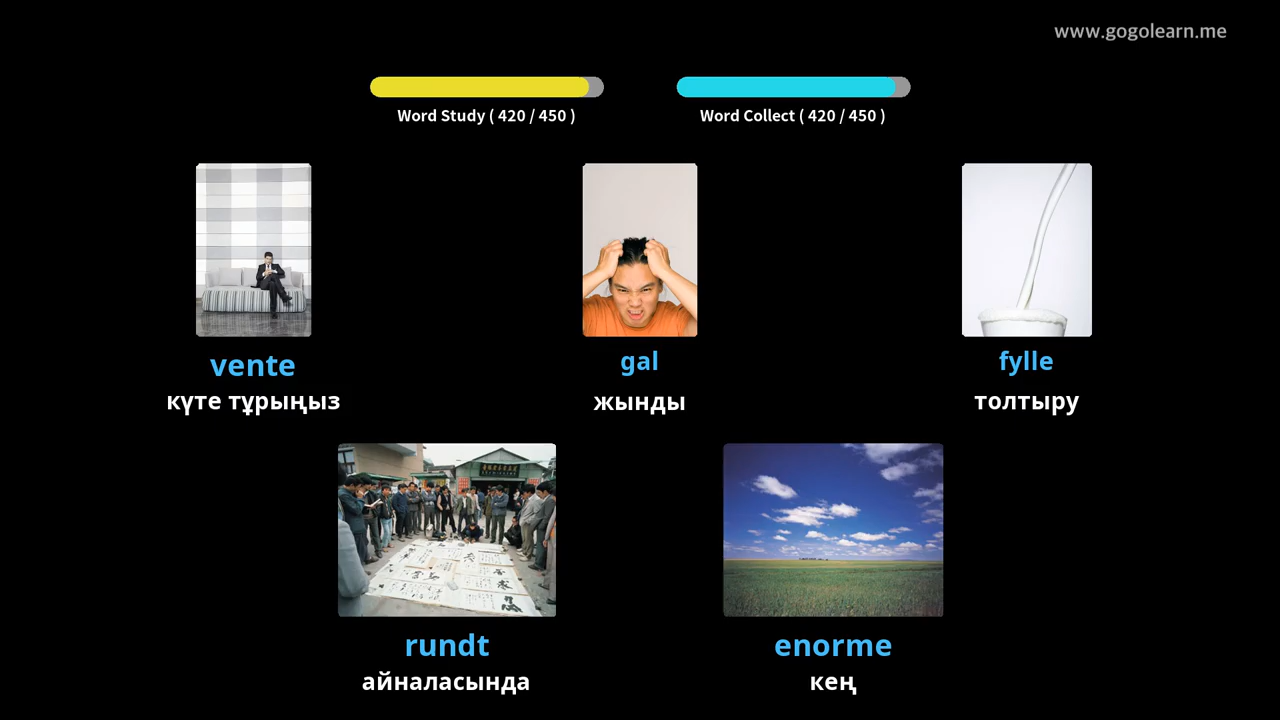 www.gogolearn.me
Word Study ( 420 / 450 )
Word Collect ( 420 / 450 )
vente
күте тұрыңыз
gal
жынды
fylle
толтыру
rundt
айналасында
enorme
кең